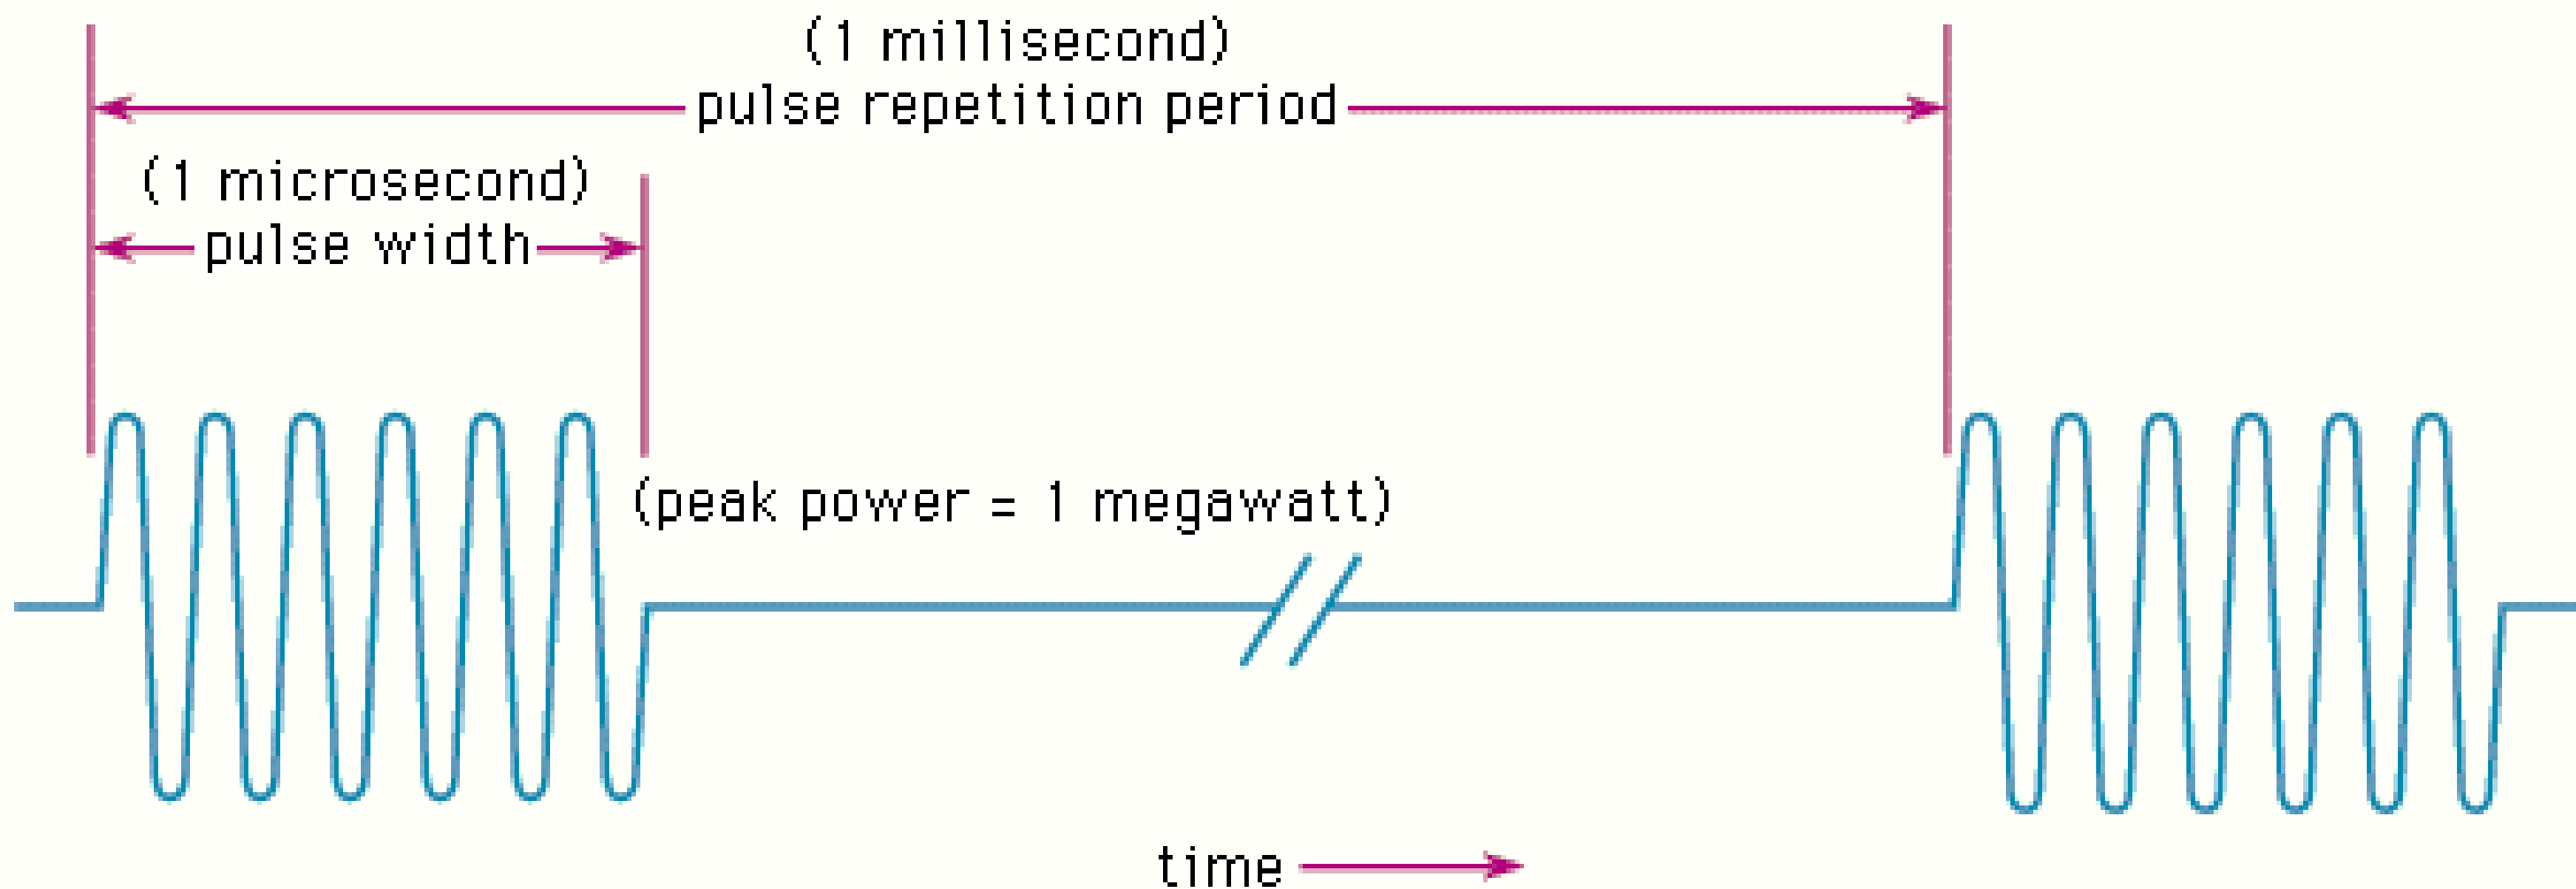 (1 millisecond)
pulse repetition period
(1 microsecond)
pulse width
(peak power = 1 megawatt)
time